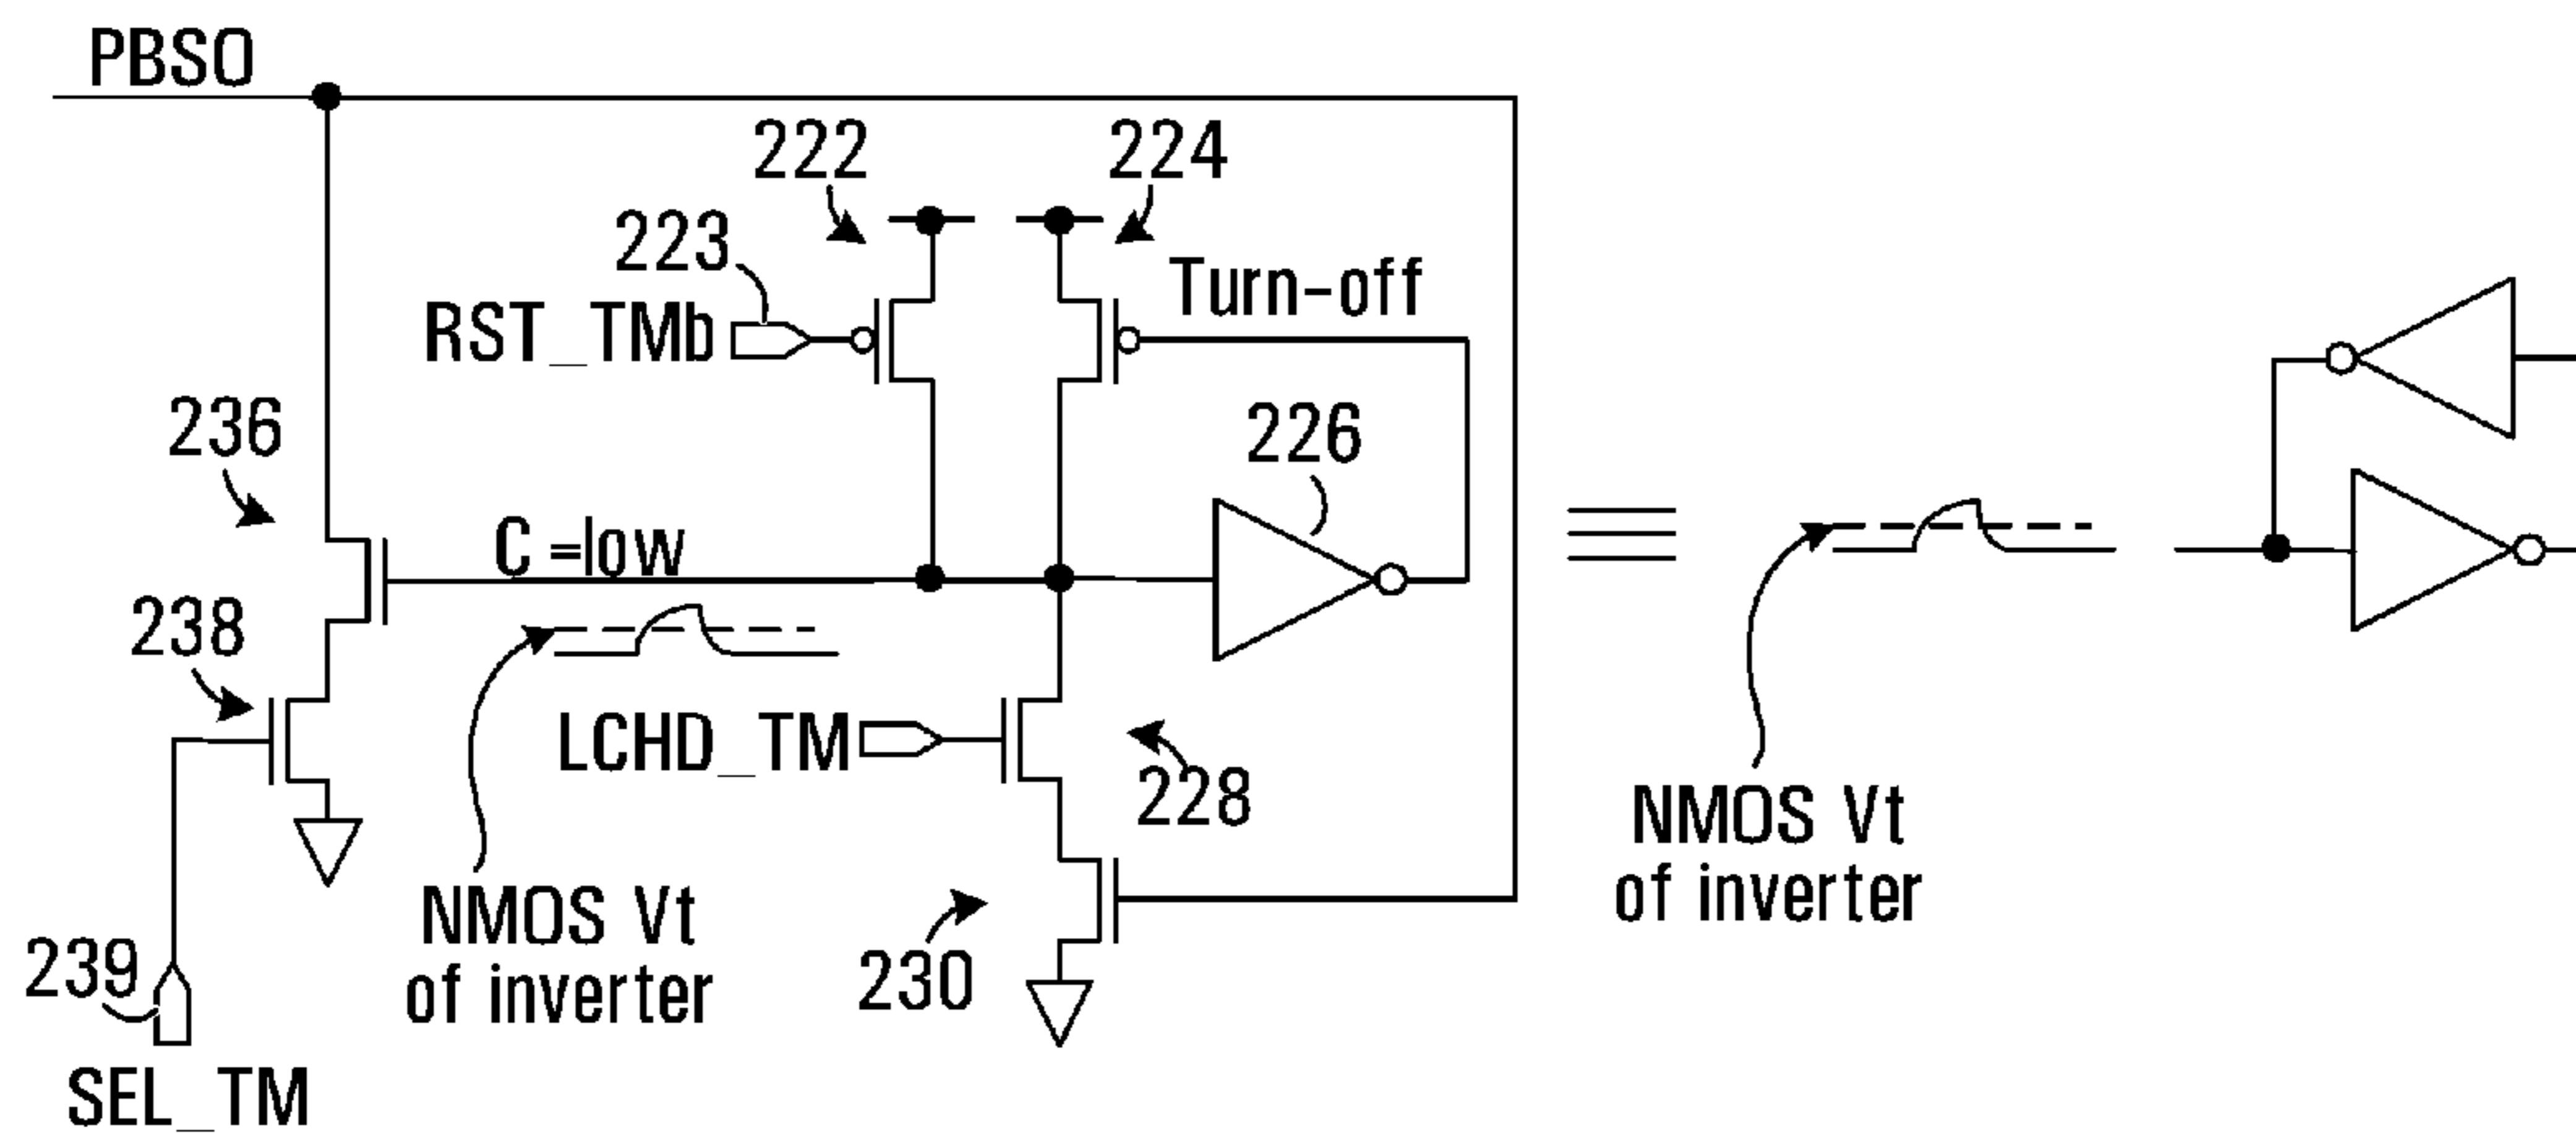 PBSO
222
224
223
RST_TMb
Turn-off
236
226
C =low
238
LCHD_TM
228
NMOS Vt
of inverter
NMOS Vt
of inverter
239
230
SEL_TM